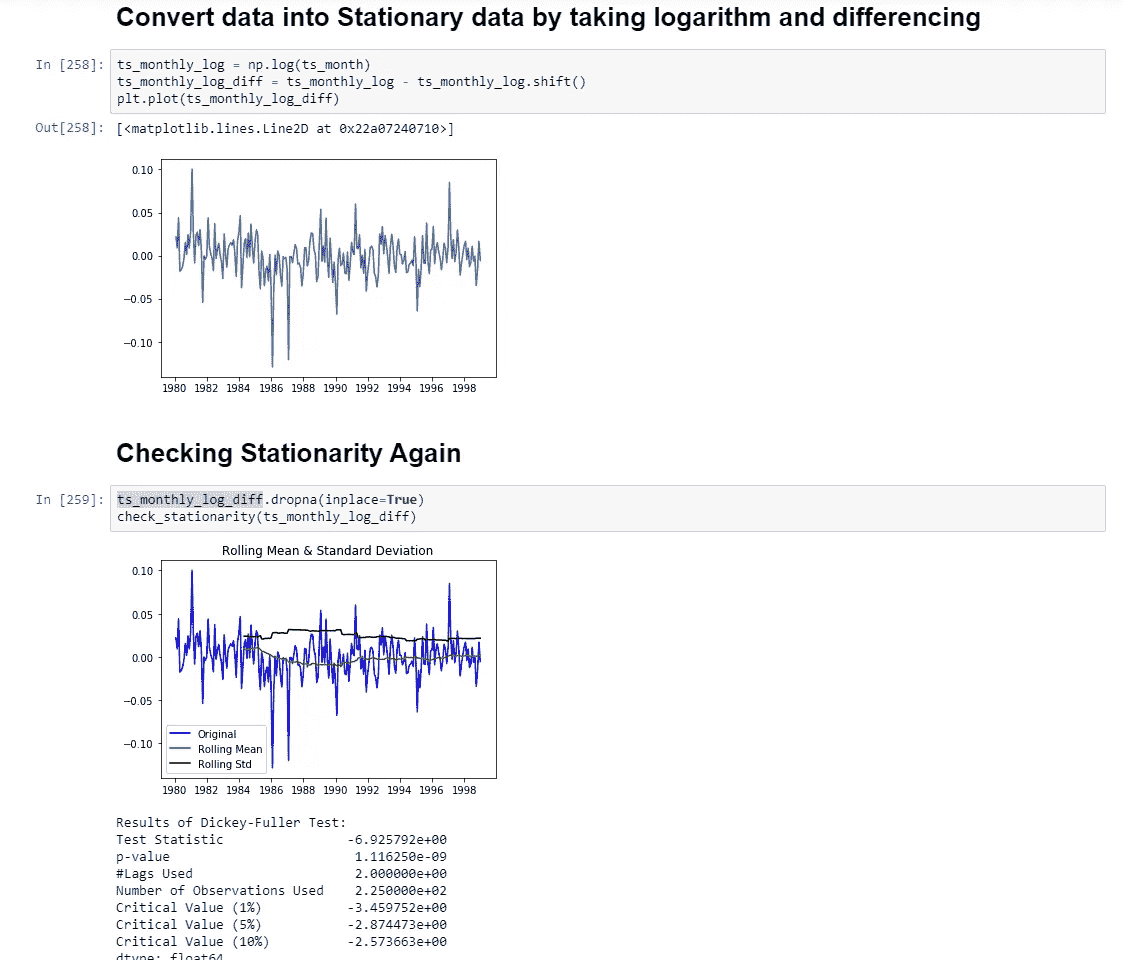 Convert data into Stationary data by taking logarithm and differencing
In [258]: ts_monthly_log = np.log(ts_month)
ts_monthly_log_diff = ts_monthly_log - ts_monthly_log.shift()
plt.plot(ts_monthly_log_diff)
Out[258]: [<matplotlib.lines.Line2D at 0x22a07240710>]
0.10
0.05
0.00
−0.05
−0.10
1980 1982 1984 1986 1988 1990 1992 1994 1996 1998
Checking Stationarity Again
In [259]: ts_monthly_log_diff.dropna(inplace=True)
check_stationarity(ts_monthly_log_diff)
Rolling Mean & Standard Deviation
0.10
0.05
0.00
−0.05
−0.10
Original
Rolling Mean
Rolling Std
1980 1982 1984 1986 1988 1990 1992 1994 1996 1998
Results of Dickey-Fuller Test:
Test Statistic -6.925792e+00
p-value 1.116250e-09
#Lags Used 2.000000e+00
Number of Observations Used 2.250000e+02
Critical Value (1%) -3.459752e+00
Critical Value (5%) -2.874473e+00
Critical Value (10%) -2.573663e+00
dtype: float64